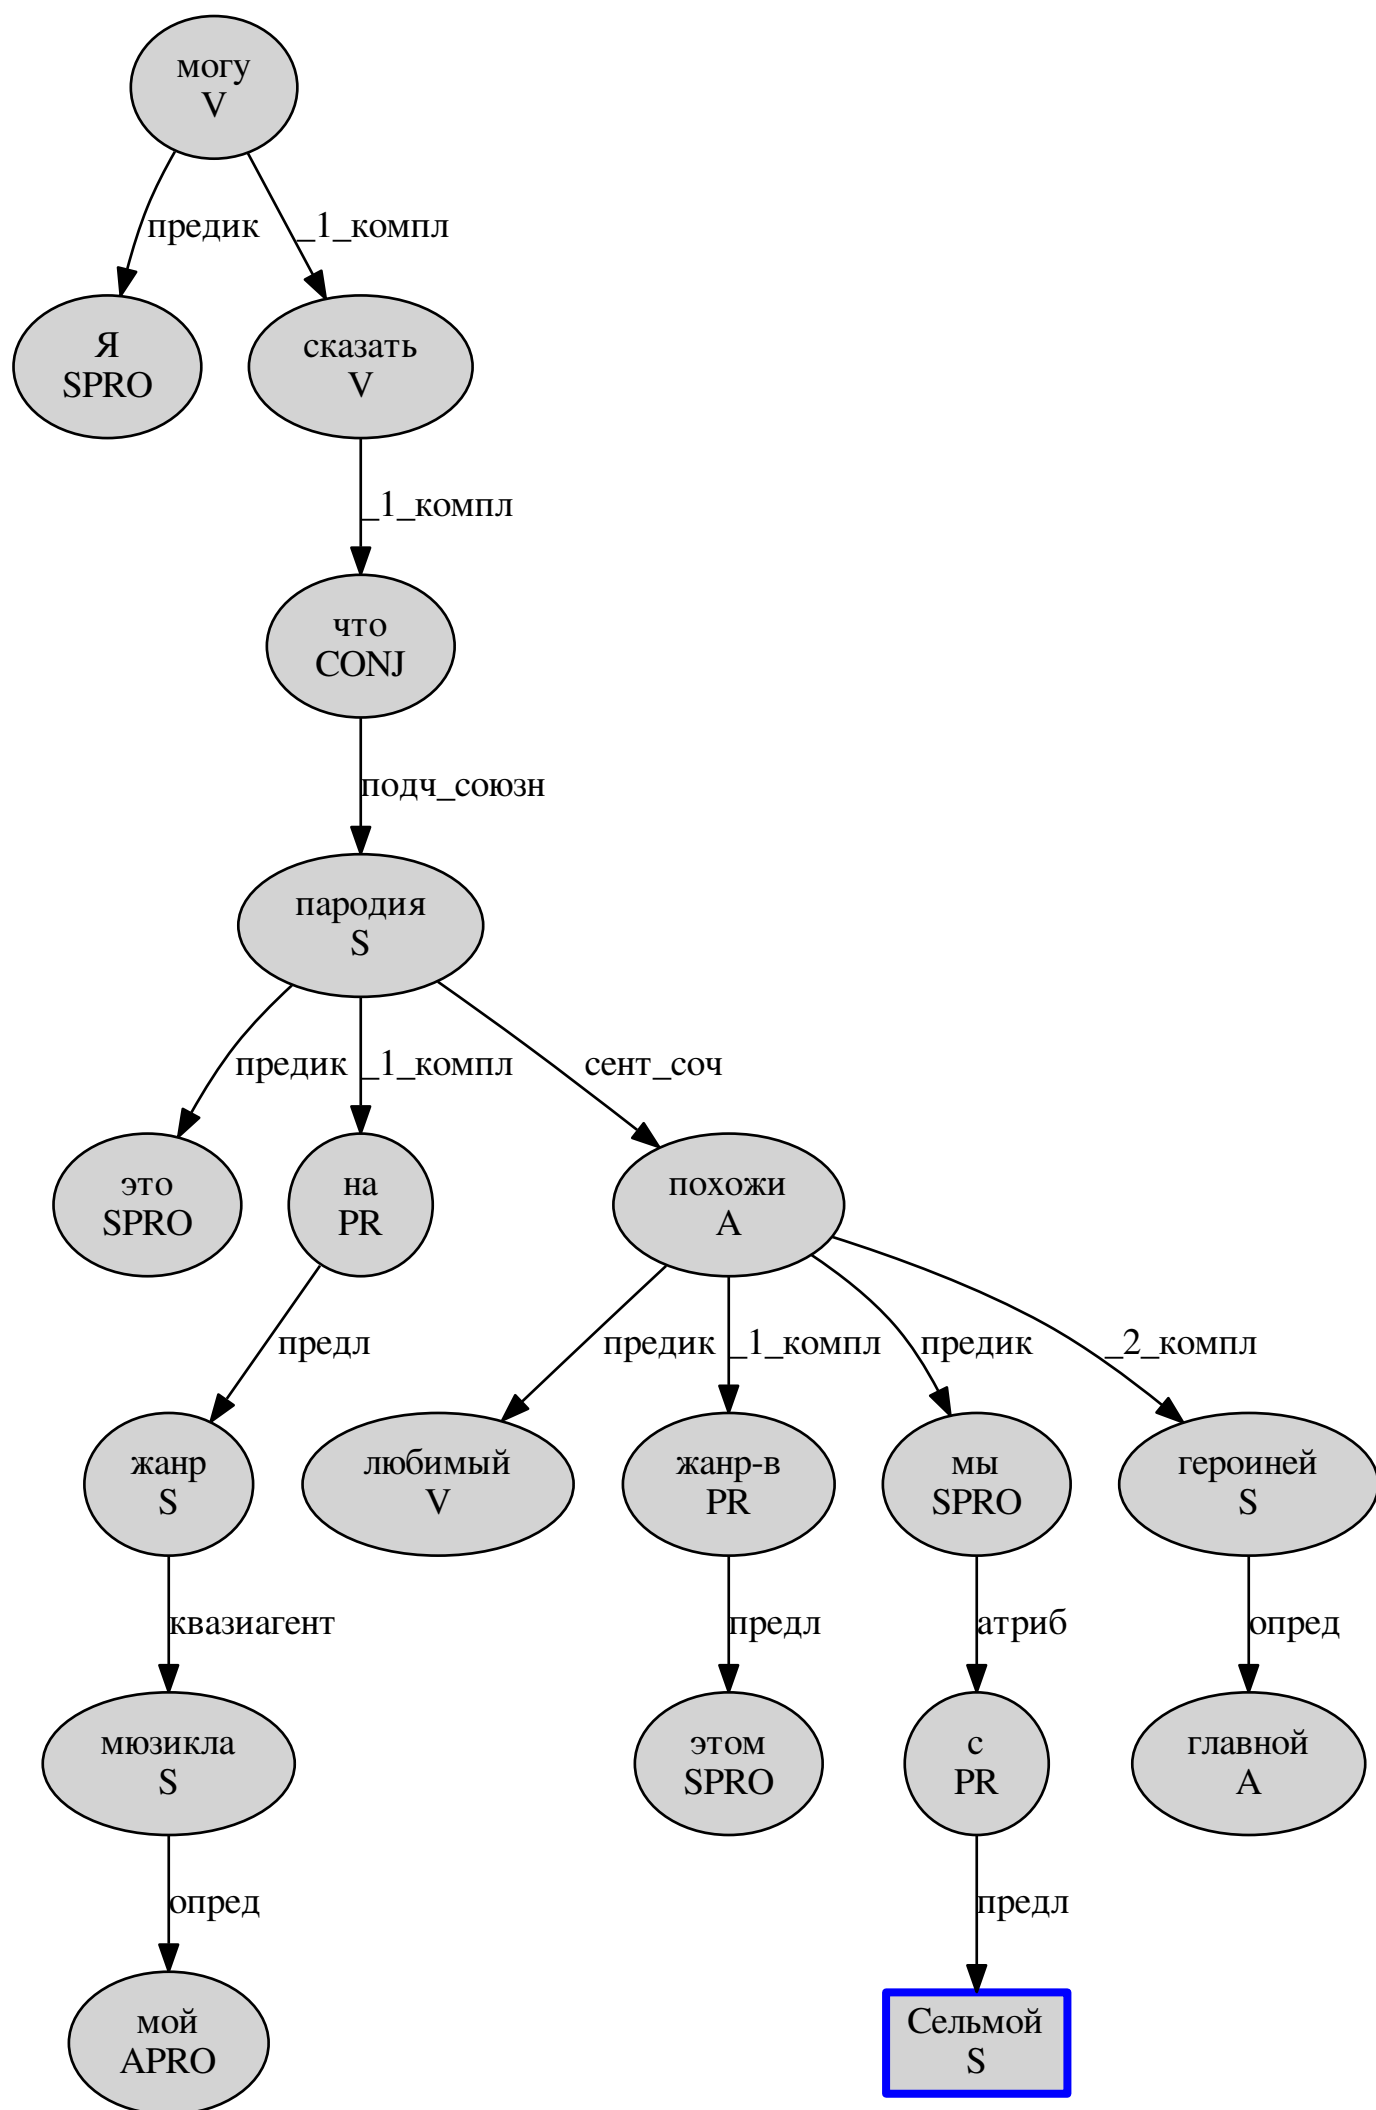 могу
V
предик
_1_компл
Я
SPRO
сказать
V
_1_компл
что
CONJ
подч_союзн
пародия
S
предик
_1_компл
сент_соч
это
SPRO
на
PR
похожи
A
предл
предик
_1_компл
предик
_2_компл
жанр
S
любимый
V
жанр-в
PR
мы
SPRO
героиней
S
квазиагент
предл
атриб
опред
мюзикла
S
этом
SPRO
с
PR
главной
A
опред
предл
мой
APRO
Сельмой
S